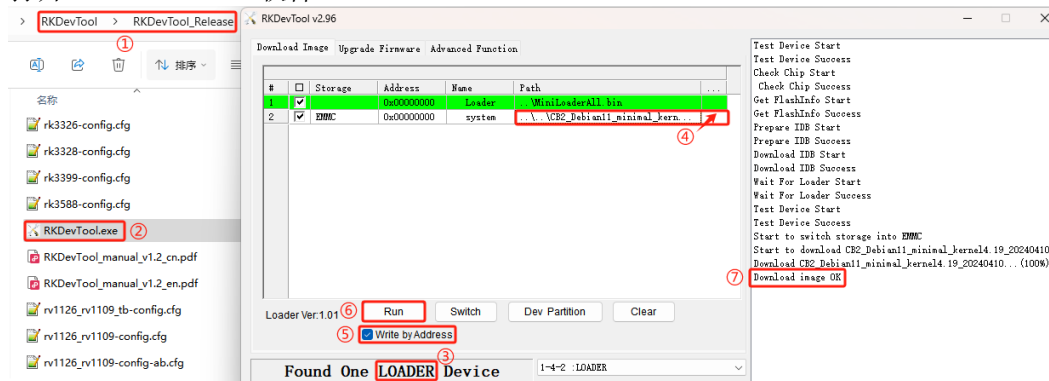 > RKDevTool > RKDevTool_Release
①
排序
名称
rk3326-config.cfg
rk3328-config.cfg
rk3399-config.cfg
rk3588-config.cfg
RKDevTool.exe ②
RKDevTool_manual_v1.2_cn.pdf
RKDevTool_manual_v1.2_en.pdf
rv1126_rv1109_tb-config.cfg
rv1126_rv1109-config.cfg
rv1126_rv1109-config-ab.cfg
RKDevTool v2.96
Download Image Upgrade Firmware Advanced Function
# Storage Address Name Path ...
1 0x00000000 Loader ..\MiniLoaderAll.bin
2 EMMC 0x00000000 system ..\..\CB2_Debian11_minimal_kern...
④
Loader Ver:1.01 ⑥ Run Switch Dev Partition Clear
⑤ Write by Address
③
Found One LOADER Device 1-4-2 :LOADER
Test Device Start
Test Device Success
Check Chip Start
Check Chip Success
Get FlashInfo Start
Get FlashInfo Success
Prepare IDB Start
Prepare IDB Success
Download IDB Start
Download IDB Success
Wait For Loader Start
Wait For Loader Success
Test Device Start
Test Device Success
Start to switch storage into EMMC
Start to download CB2_Debian11_minimal_kernel4.19_20240410
Download CB2_Debian11_minimal_kernel4.19_20240410...(100%)
⑦ Download image OK